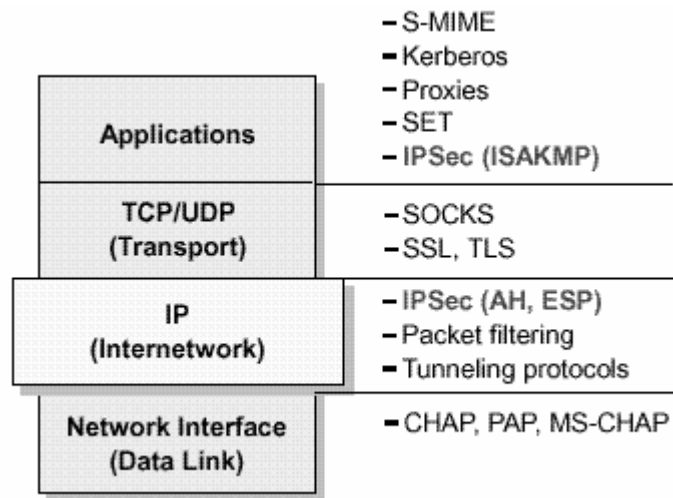 - S-MIME
- Kerberos
- Proxies
- SET
- IPSec (ISAKMP)
Applications
TCP/UDP
(Transport)
- SOCKS
- SSL, TLS
IP
(Internetwork)
- IPSec (AH, ESP)
- Packet filtering
- Tunneling protocols
Network Interface
(Data Link)
- CHAP, PAP, MS-CHAP